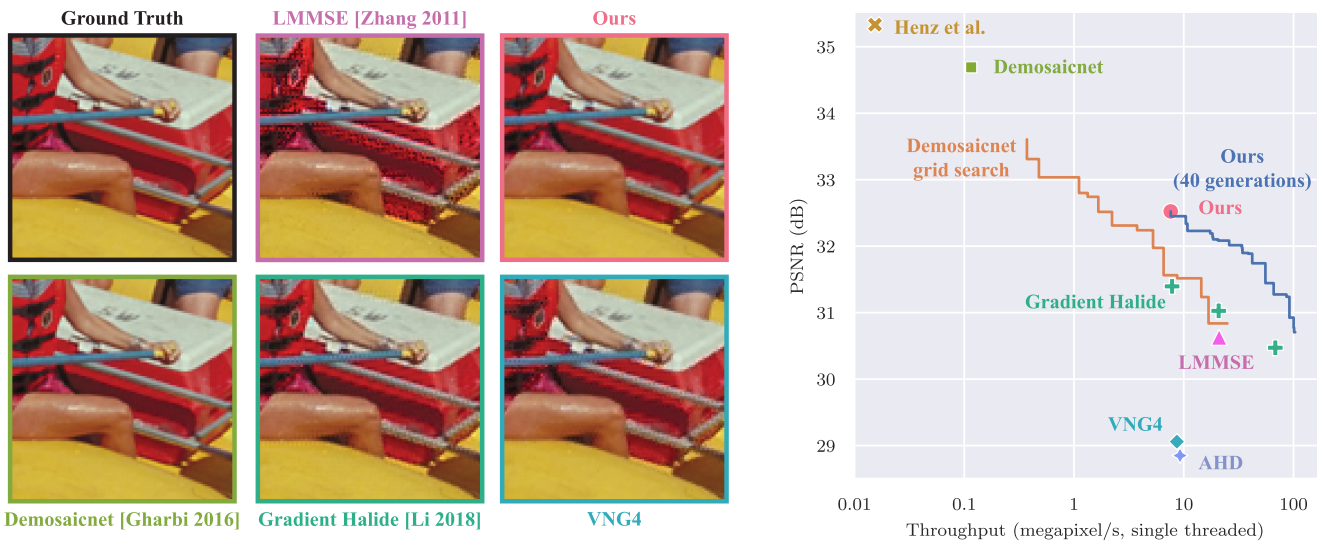 Ground Truth
LMMSE [Zhang 2011]
Ours
Demosaicnet [Gharbi 2016]
Gradient Halide [Li 2018]
VNG4
35
34
33
32
31
30
29
PSNR (dB)
Henz et al.
Demosaicnet
Demosaicnet
grid search
Ours
(40 generations)
Ours
Gradient Halide
LMMSE
VNG4
AHD
0.01
0.1
1
10
100
Throughput (megapixel/s, single threaded)